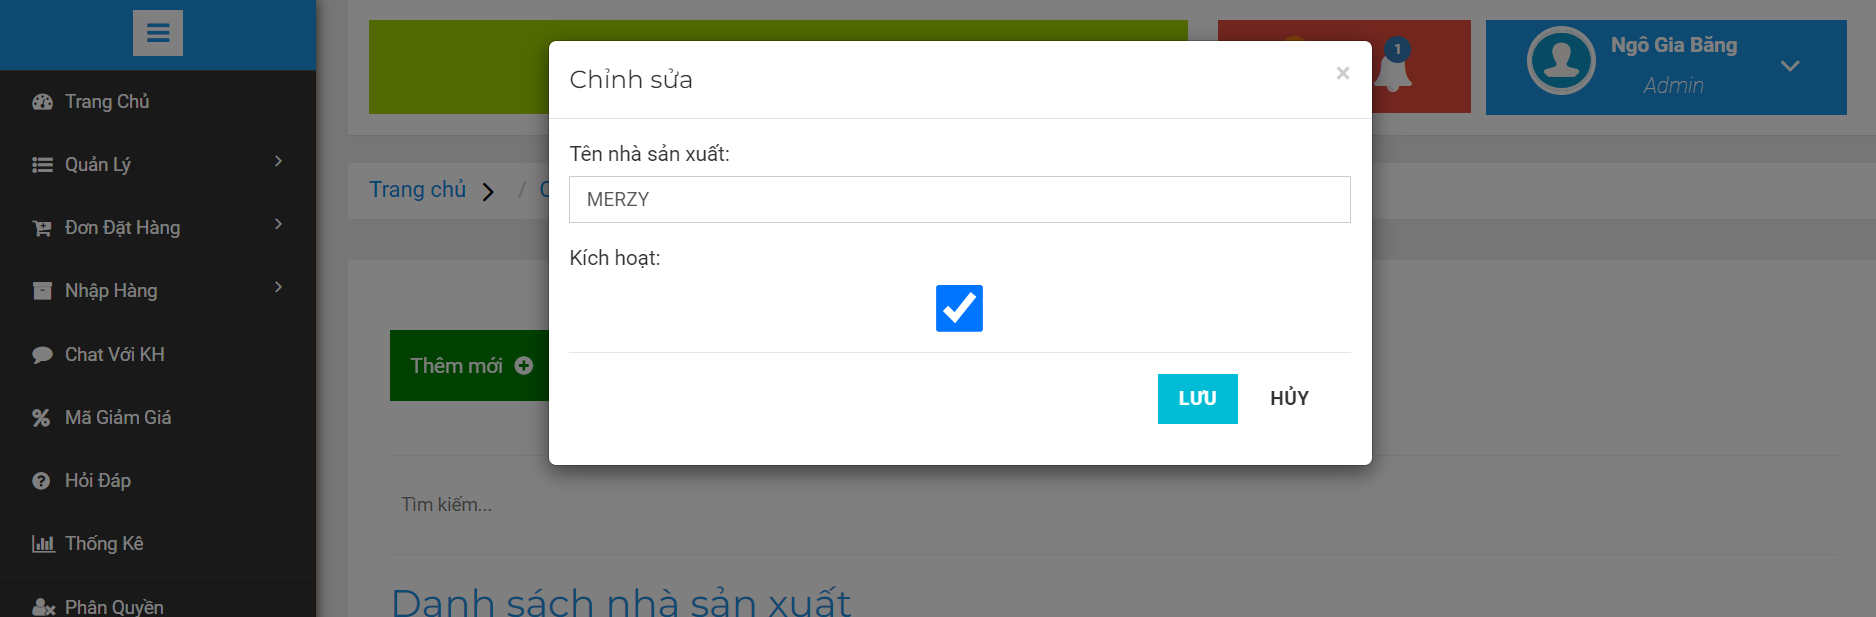 Trang Chủ
Quản Lý
Đơn Đặt Hàng
Nhập Hàng
Chat Với KH
Mã Giảm Giá
Hỏi Đáp
Thống Kê
Phân Quyền
1
Ngô Gia Băng
Admin
Trang chủ
/
Chỉnh sửa
×
Tên nhà sản xuất:
MERZY
Kích hoạt:
LƯU HỦY
Thêm mới
Tìm kiếm...
Danh sách nhà sản xuất